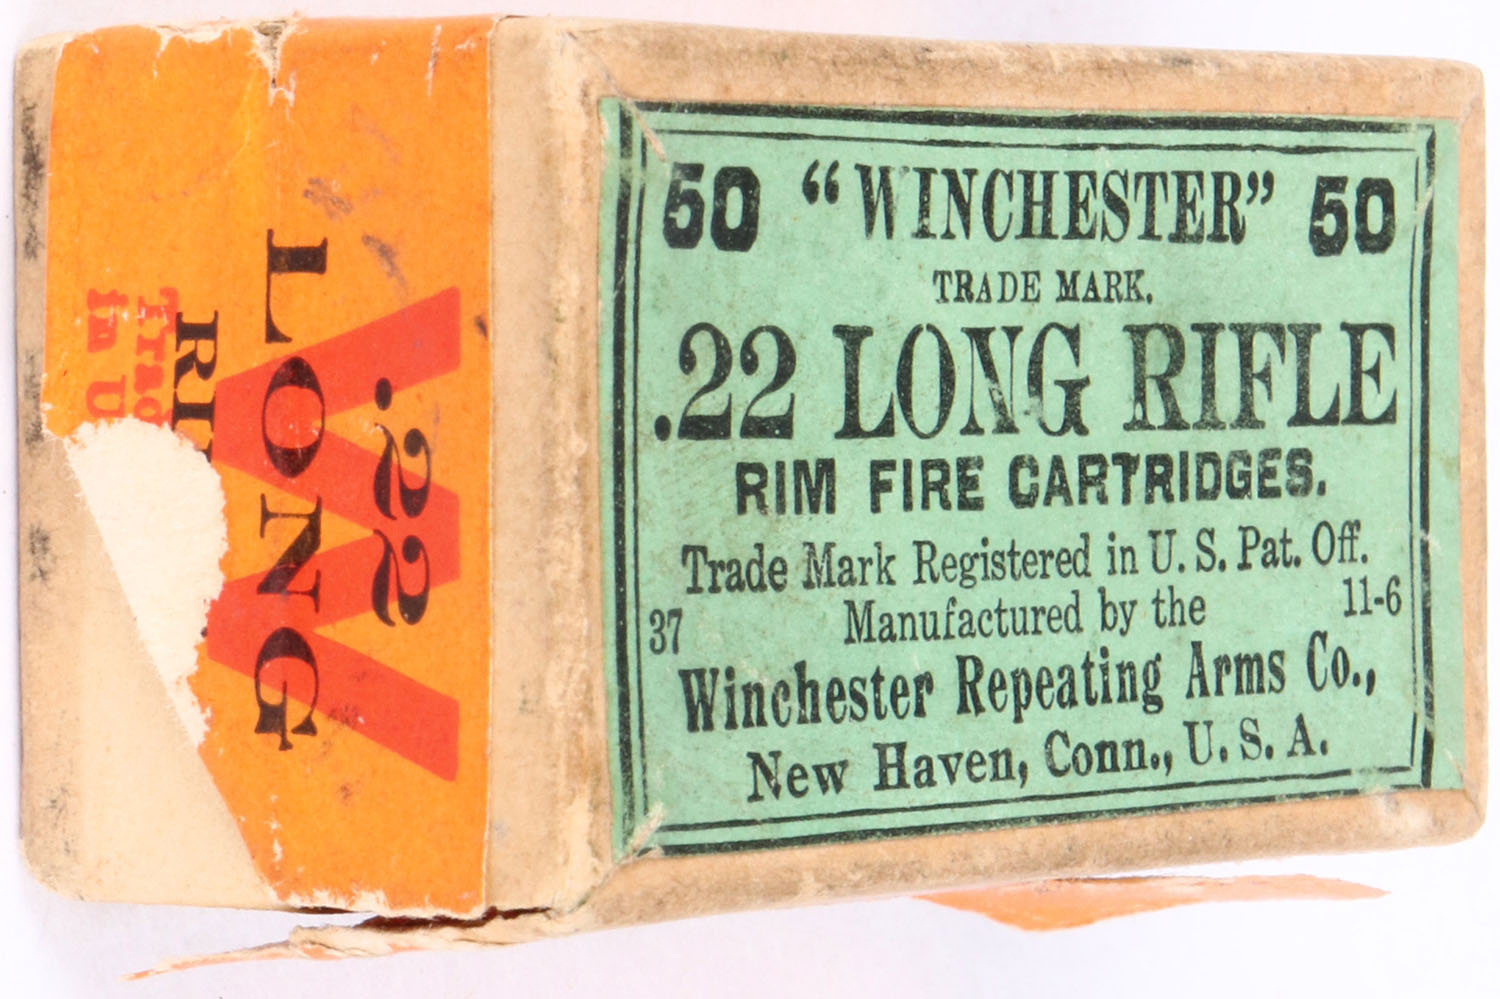 50 “WINCHESTER” 50
TRADE MARK.
.22 LONG RIFLE
RIM FIRE CARTRIDGES.
Trade Mark Registered in U. S. Pat. Off.
Manufactured by the
37 11-6
Winchester Repeating Arms Co.,
New Haven, Conn., U. S. A.
W
.22
LONG